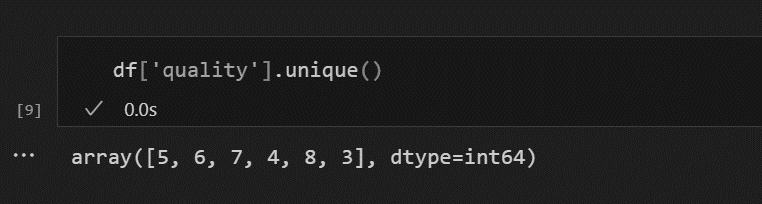 df['quality'].unique()
[9]
0.0s
array([5, 6, 7, 4, 8, 3], dtype=int64)